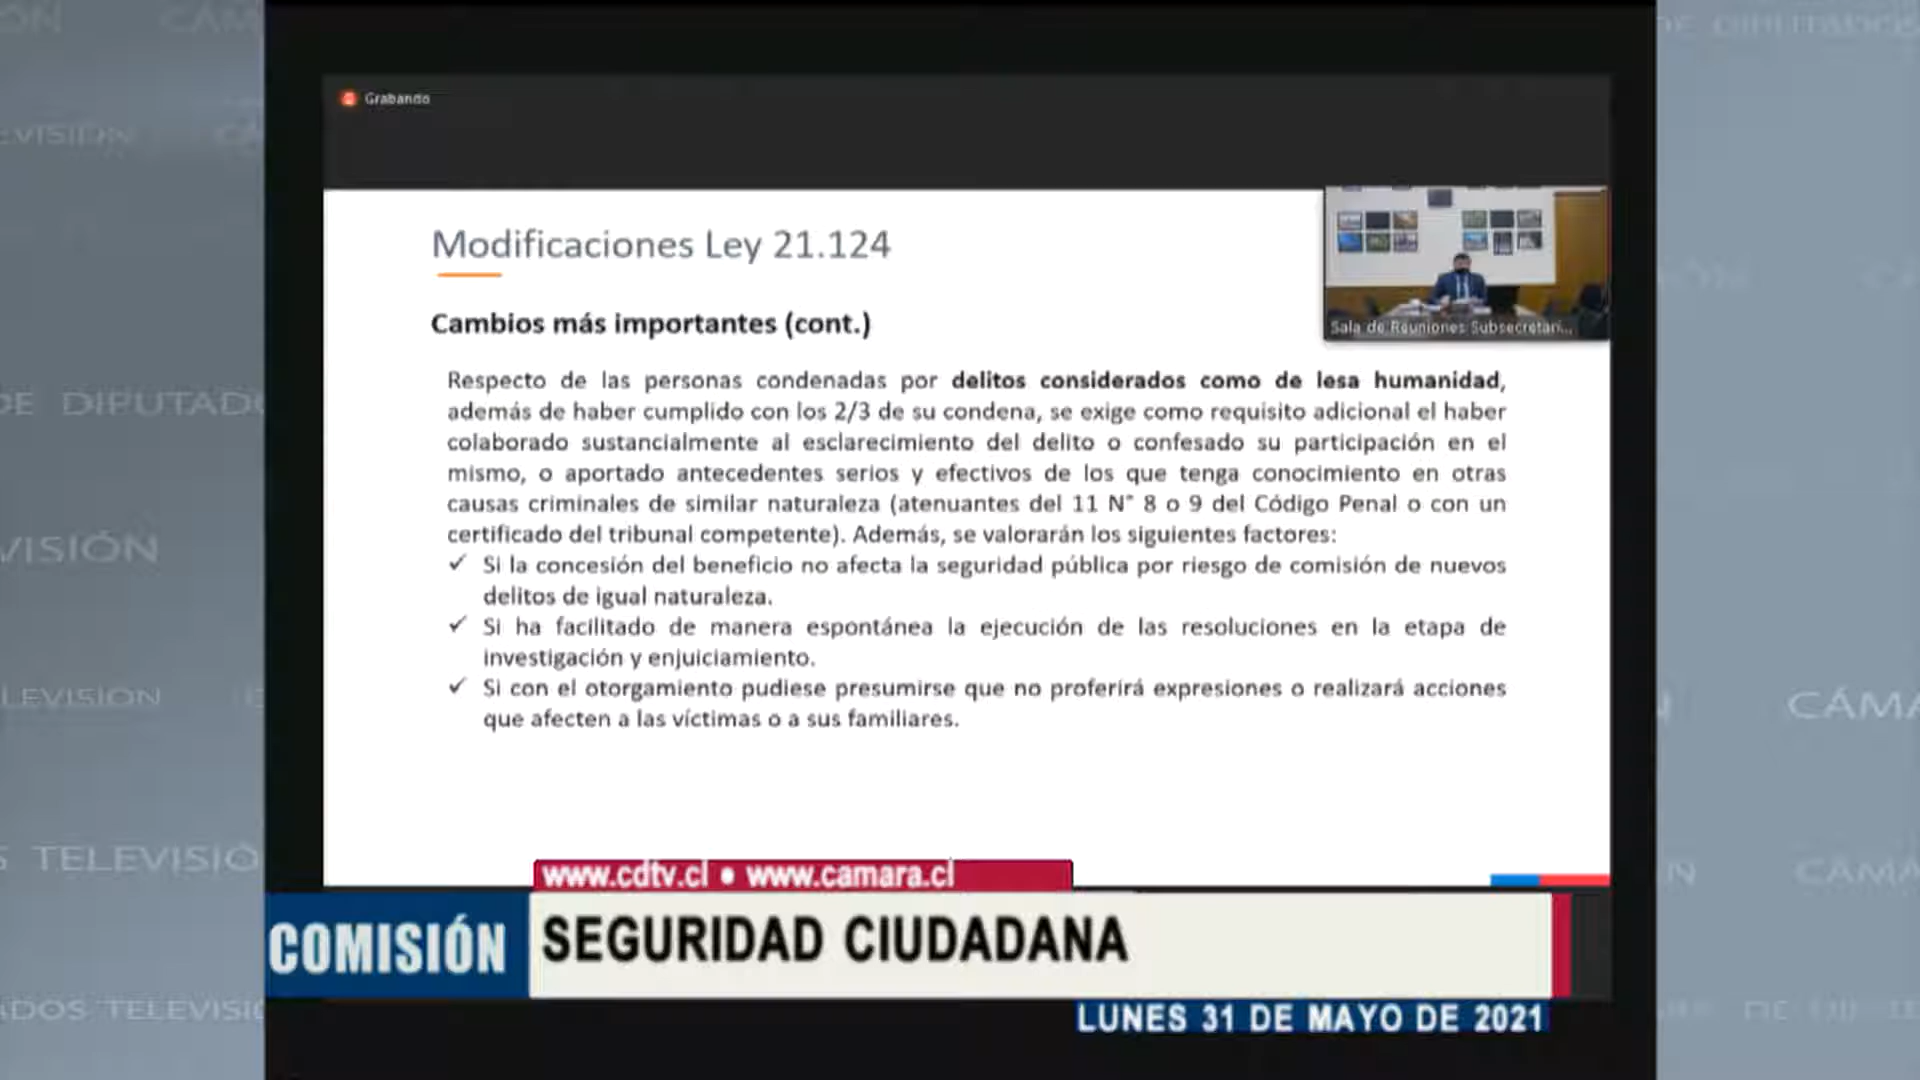 Grabando
Modificaciones Ley 21.124
Cambios más importantes (cont.)
Sala de Reuniones Subsecretari...
Respecto de las personas condenadas por delitos considerados como de lesa humanidad,
además de haber cumplido con los 2/3 de su condena, se exige como requisito adicional el haber
colaborado sustancialmente al esclarecimiento del delito o confesado su participación en el
mismo, o aportado antecedentes serios y efectivos de los que tenga conocimiento en otras
causas criminales de similar naturaleza (atenuantes del 11 N° 8 o 9 del Código Penal o con un
certificado del tribunal competente). Además, se valorarán los siguientes factores:
✓ Si la concesión del beneficio no afecta la seguridad pública por riesgo de comisión de nuevos
delitos de igual naturaleza.
✓ Si ha facilitado de manera espontánea la ejecución de las resoluciones en la etapa de
investigación y enjuiciamiento.
✓ Si con el otorgamiento pudiese presumirse que no proferirá expresiones o realizará acciones
que afecten a las víctimas o a sus familiares.
www.cdtv.cl • www.camara.cl
COMISIÓN
SEGURIDAD CIUDADANA
LUNES 31 DE MAYO DE 2021